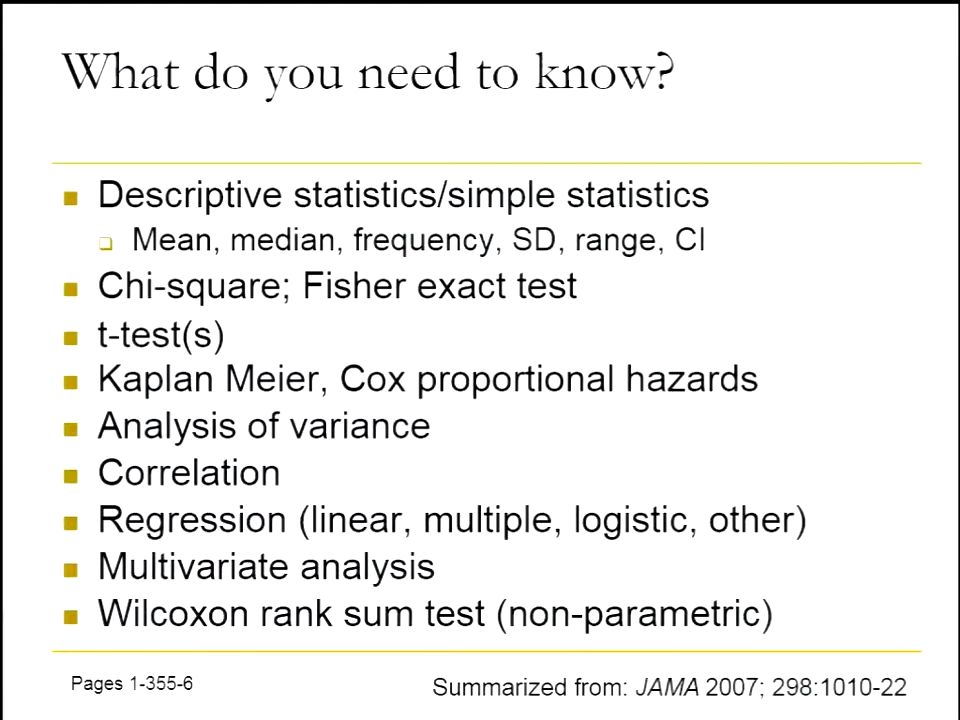 What do you need to know?
Descriptive statistics/simple statistics
Mean, median, frequency, SD, range, CI
Chi-square; Fisher exact test
t-test(s)
Kaplan Meier, Cox proportional hazards
Analysis of variance
Correlation
Regression (linear, multiple, logistic, other)
Multivariate analysis
Wilcoxon rank sum test (non-parametric)
Pages 1-355-6
Summarized from: JAMA 2007; 298:1010-22